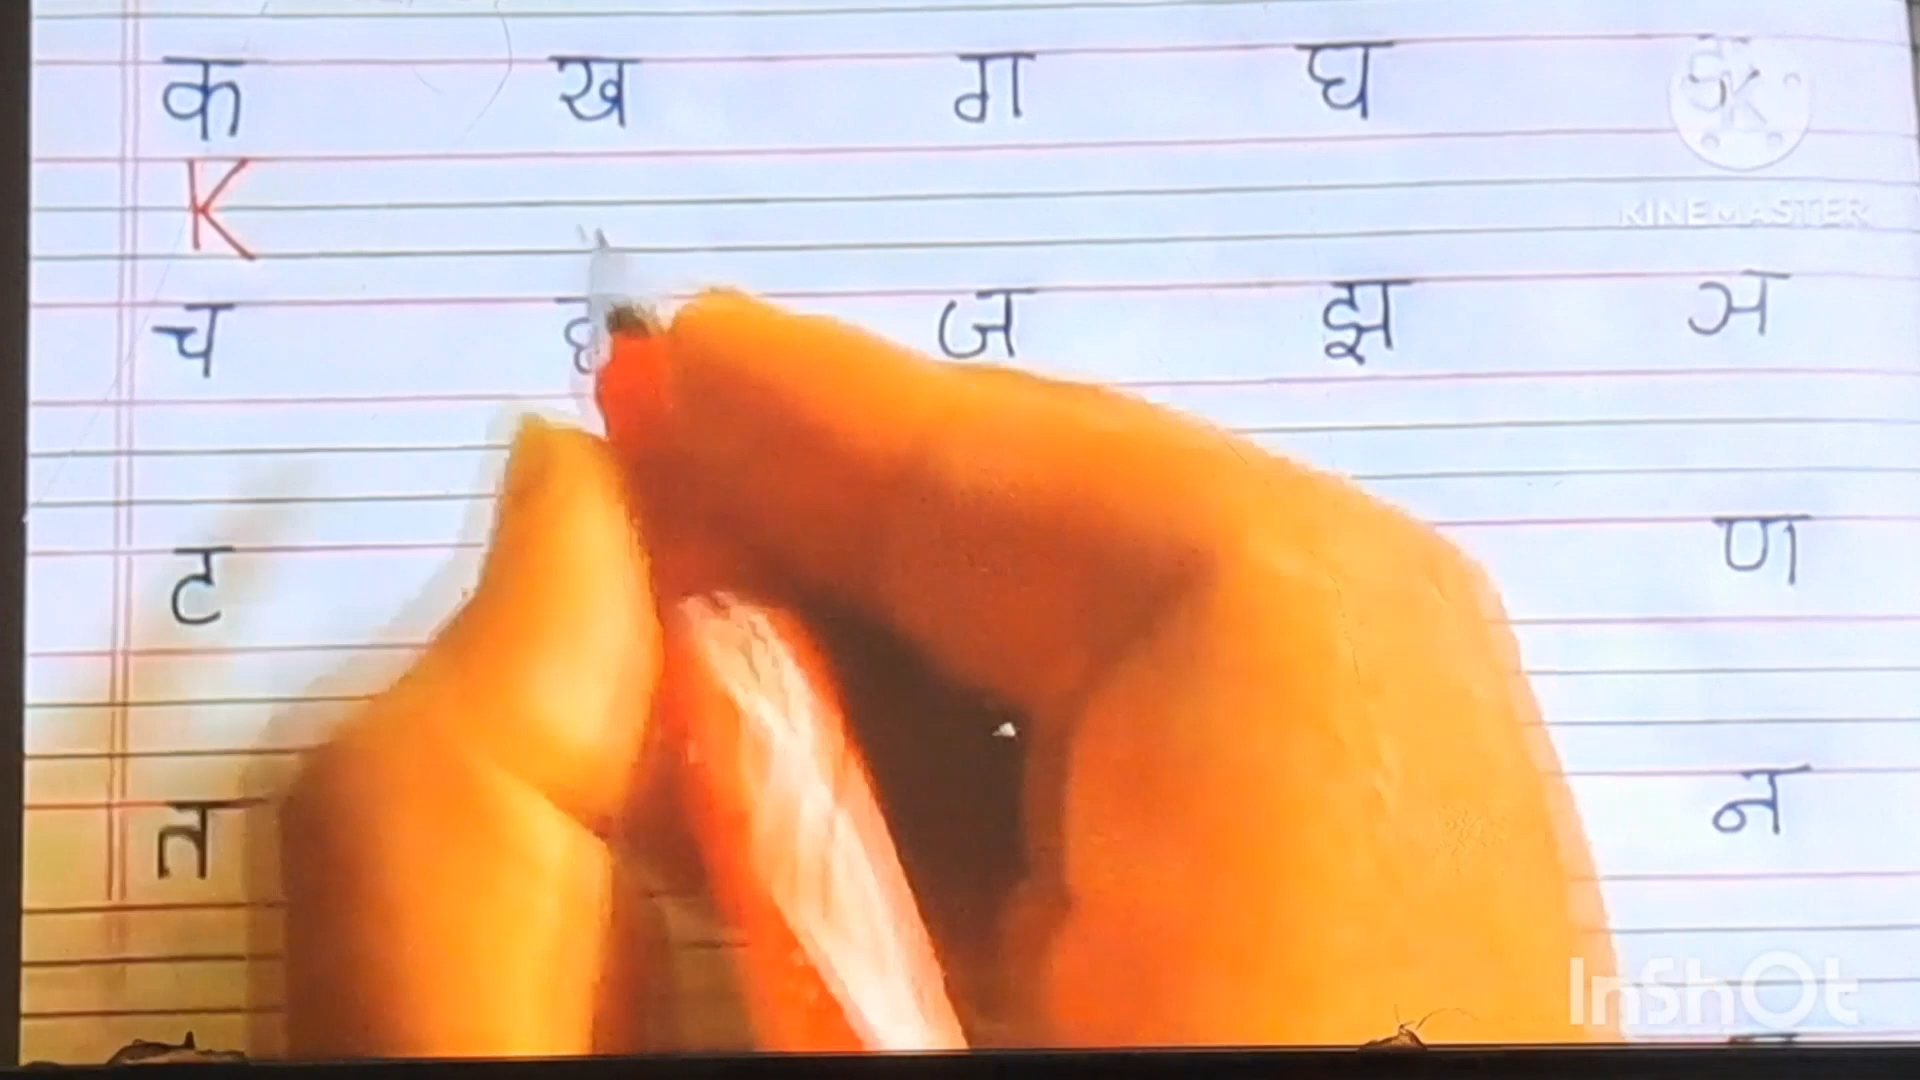 क ख ग घ
K
KINEMASTER
च छ ज झ ञ
ट ण
त न
InShOt